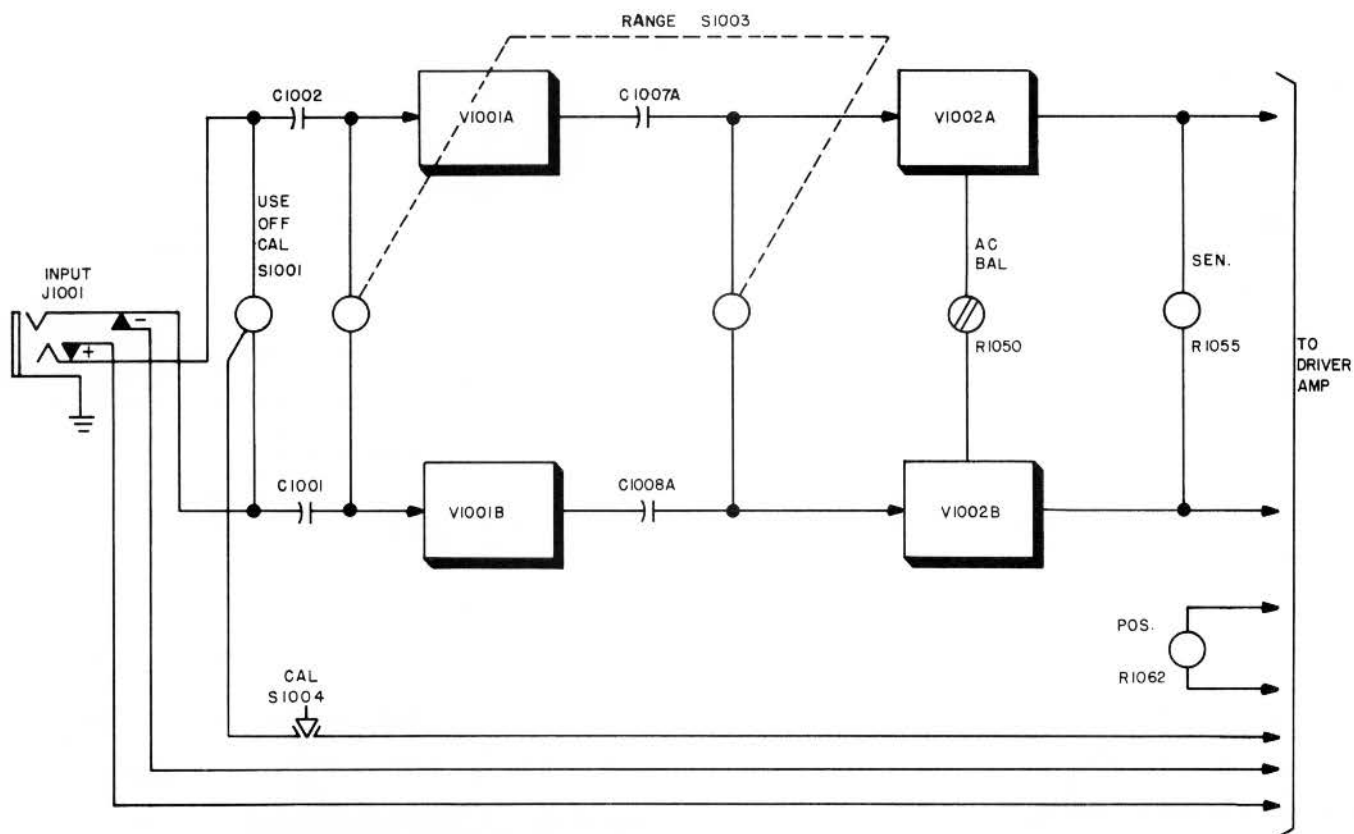 RANGE S1003
C1002
V1001A
C1007A
V1002A
USE
OFF
CAL
S1001
INPUT
J1001
-
+
AC
BAL
R1050
SEN.
R1055
TO
DRIVER
AMP
C1001
V1001B
C1008A
V1002B
POS.
R1062
CAL
S1004